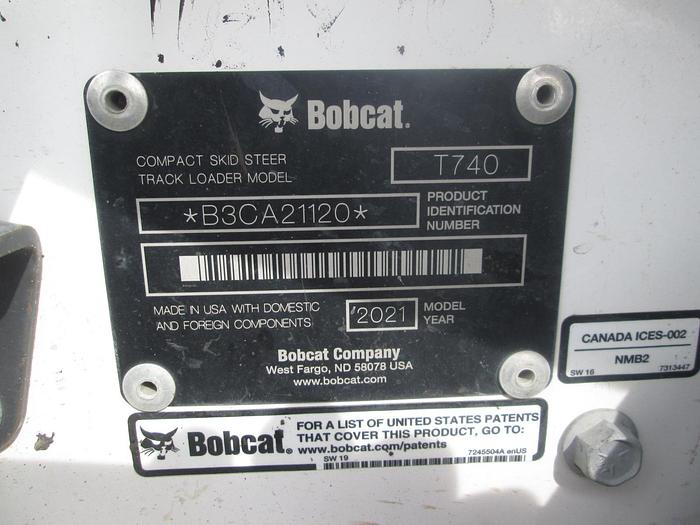 Bobcat.
COMPACT SKID STEER
TRACK LOADER MODEL
T740
*B3CA21120*
PRODUCT
IDENTIFICATION
NUMBER
MADE IN USA WITH DOMESTIC
AND FOREIGN COMPONENTS
2021
MODEL
YEAR
Bobcat Company
West Fargo, ND 58078 USA
www.bobcat.com
CANADA ICES-002
NMB2
SW 16
7313447
Bobcat.
FOR A LIST OF UNITED STATES PATENTS
THAT COVER THIS PRODUCT, GO TO:
www.bobcat.com/patents
SW 19
7245504A enUS